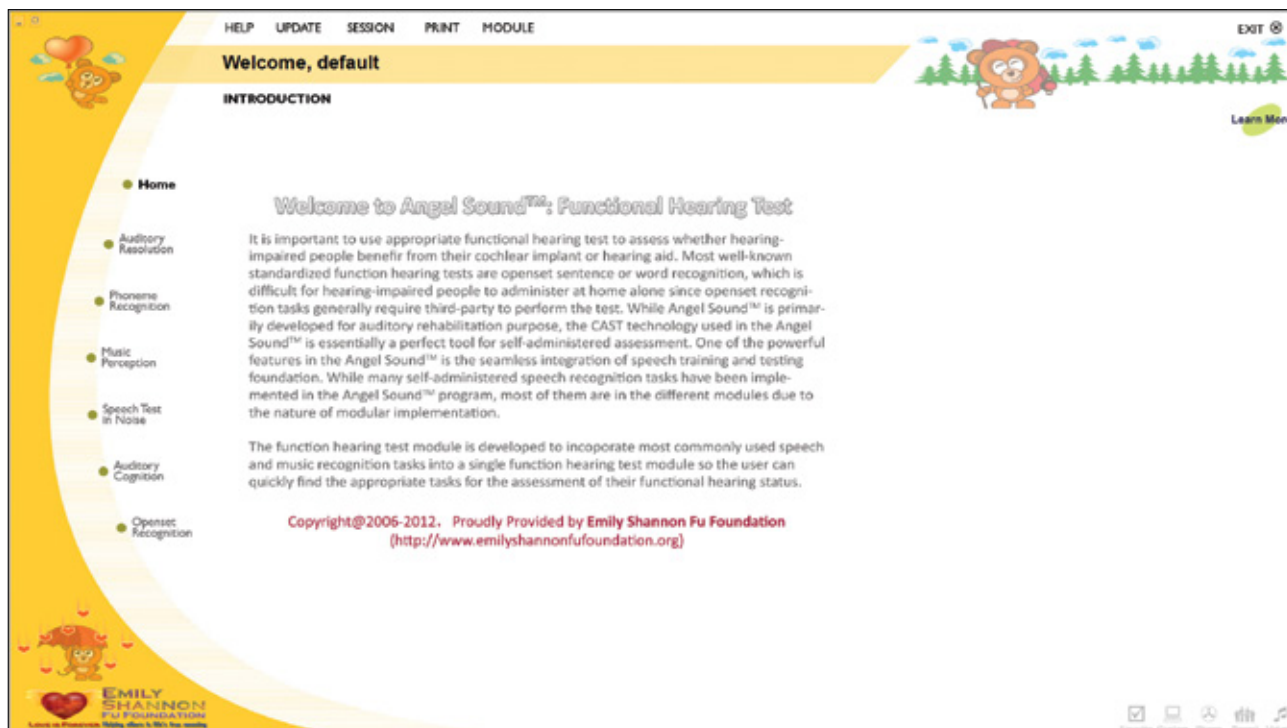 HELP UPDATE SESSION PRINT MODULE EXIT
Welcome, default
INTRODUCTION
Learn More
Home
Auditory
Resolution
Phoneme
Recognition
Music
Perception
Speech Test
in Noise
Auditory
Cognition
Openset
Recognition
Welcome to Angel Sound™: Functional Hearing Test
It is important to use appropriate functional hearing test to assess whether hearing-
impaired people benefir from their cochlear implant or hearing aid. Most well-known
standardized function hearing tests are openset sentence or word recognition, which is
difficult for hearing-impaired people to administer at home alone since openset recogni-
tion tasks generally require third-party to perform the test. While Angel Sound™ is primar-
ily developed for auditory rehabilitation purpose, the CAST technology used in the Angel
Sound™ is essentially a perfect tool for self-administered assessment. One of the powerful
features in the Angel Sound™ is the seamless integration of speech training and testing
foundation. While many self-administered speech recognition tasks have been imple-
mented in the Angel Sound™ program, most of them are in the different modules due to
the nature of modular implementation.
The function hearing test module is developed to incoporate most commonly used speech
and music recognition tasks into a single function hearing test module so the user can
quickly find the appropriate tasks for the assessment of their functional hearing status.
Copyright@2006-2012, Proudly Provided by Emily Shannon Fu Foundation
(http://www.emilyshannonfufoundation.org)
EMILY
SHANNON
FU FOUNDATION
LOVE IS FOREVER